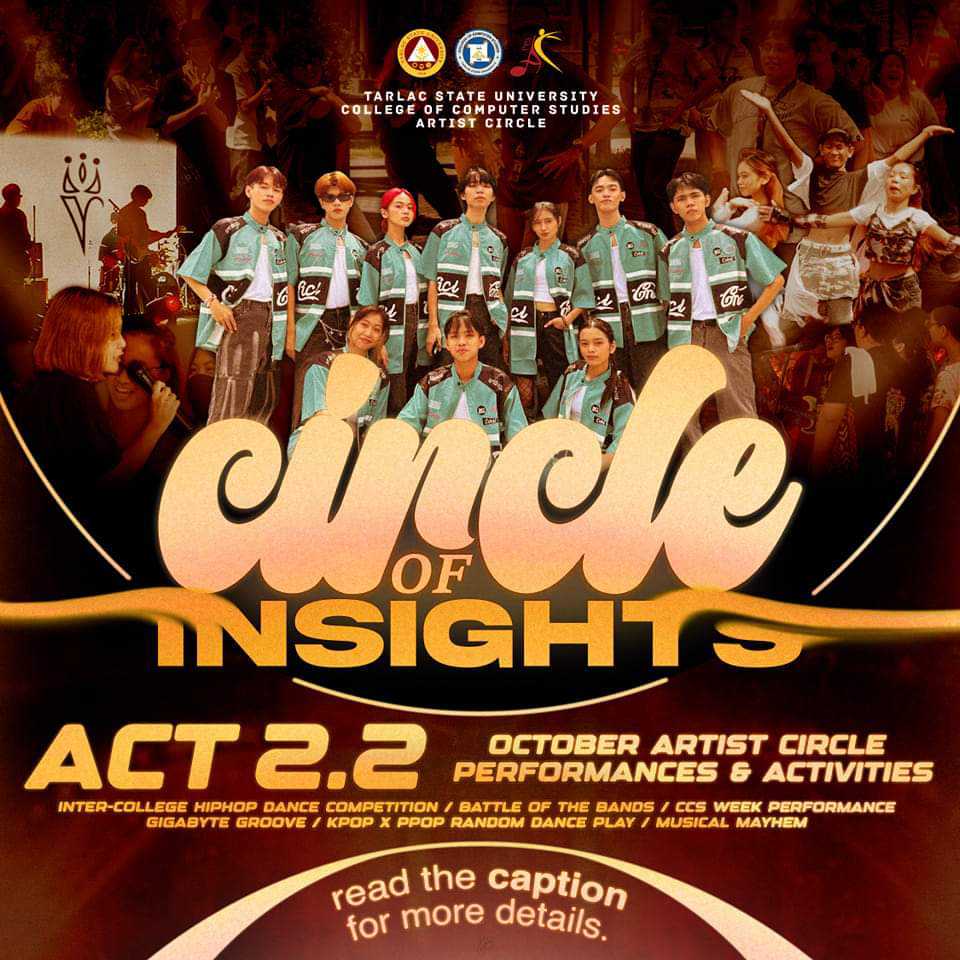 TARLAC STATE UNIVERSITY
COLLEGE OF COMPUTER STUDIES
ARTIST CIRCLE
circle
OF
INSIGHTS
ACT 2.2
OCTOBER ARTIST CIRCLE
PERFORMANCES & ACTIVITIES
INTER-COLLEGE HIPHOP DANCE COMPETITION / BATTLE OF THE BANDS / CCS WEEK PERFORMANCE
GIGABYTE GROOVE / KPOP X PPOP RANDOM DANCE PLAY / MUSICAL MAYHEM
read the caption
for more details.